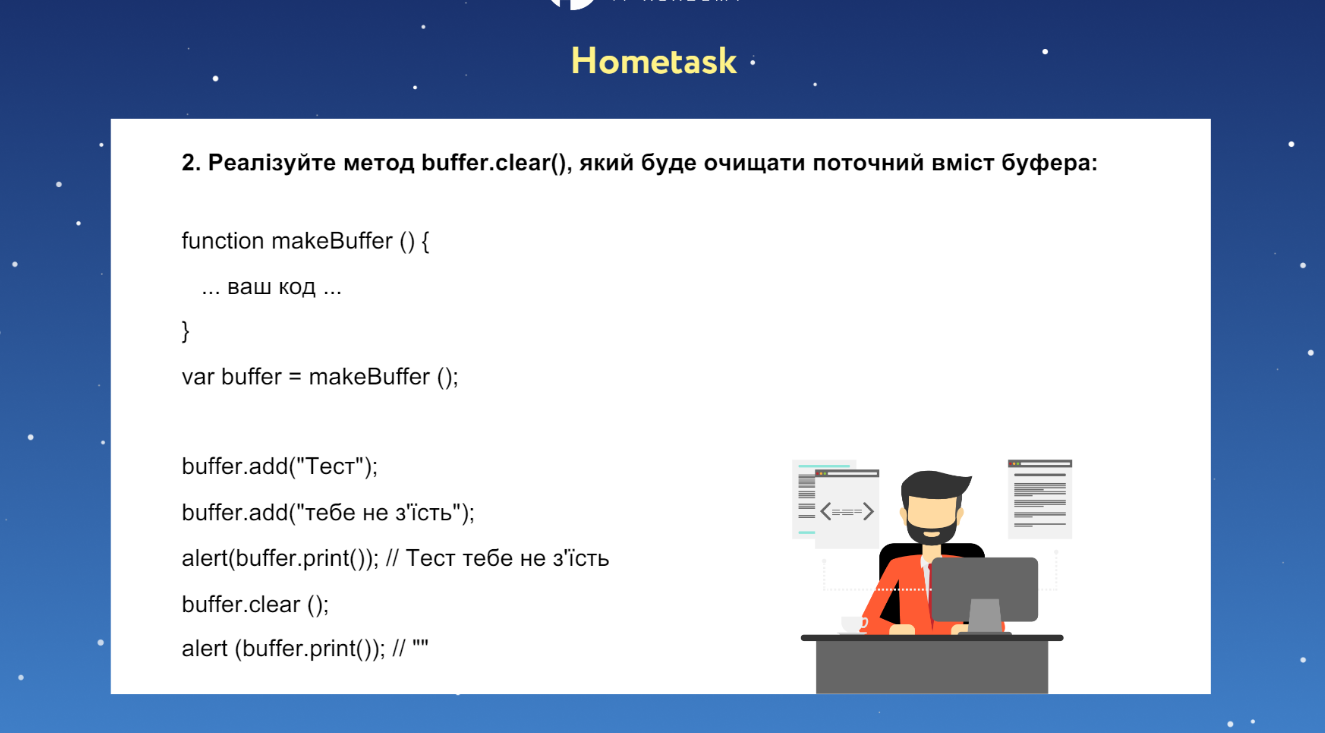 Hometask
2. Реалізуйте метод buffer.clear(), який буде очищати поточний вміст буфера:
function makeBuffer () {
... ваш код ...
}
var buffer = makeBuffer ();
buffer.add("Тест");
buffer.add("тебе не з'їсть");
alert(buffer.print()); // Тест тебе не з'їсть
buffer.clear ();
alert (buffer.print()); // ""